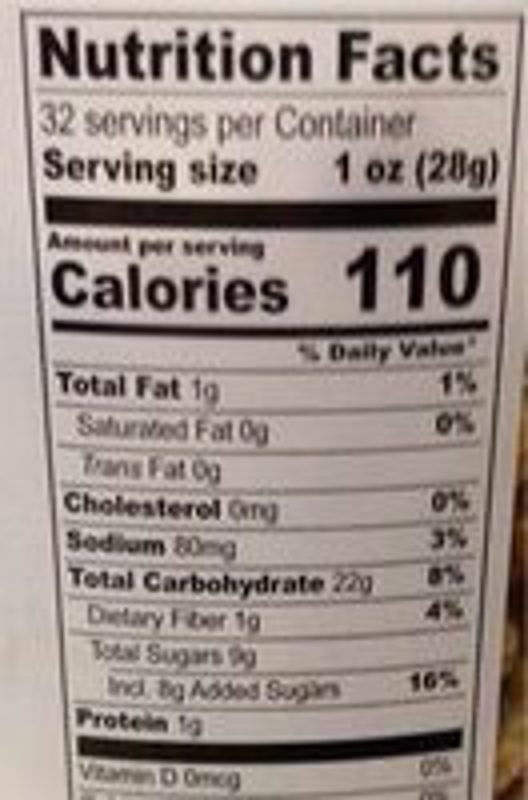 Nutrition Facts
32 servings per Container
Serving size 1 oz (28g)
Amount per serving
Calories 110
% Daily Value*
Total Fat 1g 1%
Saturated Fat 0g 0%
Trans Fat 0g
Cholesterol 0mg 0%
Sodium 80mg 3%
Total Carbohydrate 22g 8%
Dietary Fiber 1g 4%
Total Sugars 9g
Incl. 8g Added Sugars 16%
Protein 1g
Vitamin D 0mcg 0%